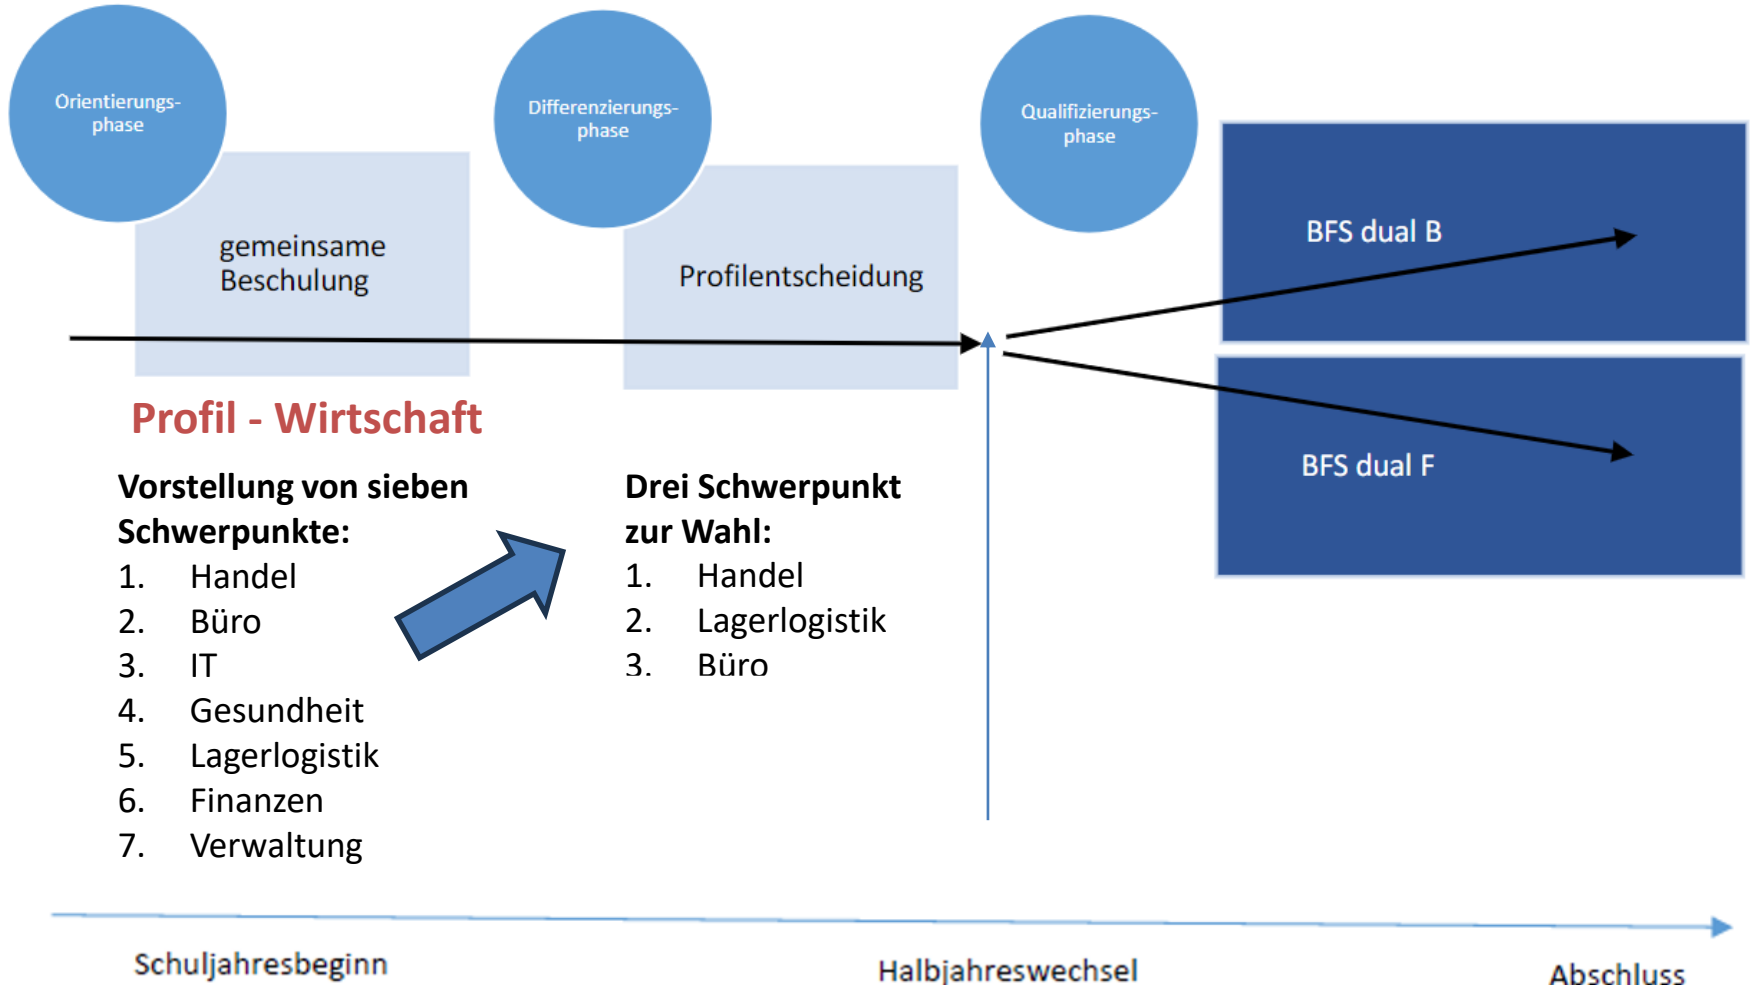 Orientierungs-
phase
Differenzierungs-
phase
Qualifizierungs-
phase
gemeinsame
Beschulung
Profilentscheidung
BFS dual B
BFS dual F
Profil - Wirtschaft
Vorstellung von sieben
Schwerpunkte:
1. Handel
2. Büro
3. IT
4. Gesundheit
5. Lagerlogistik
6. Finanzen
7. Verwaltung
Drei Schwerpunkt
zur Wahl:
1. Handel
2. Lagerlogistik
3. Büro
Schuljahresbeginn
Halbjahreswechsel
Abschluss